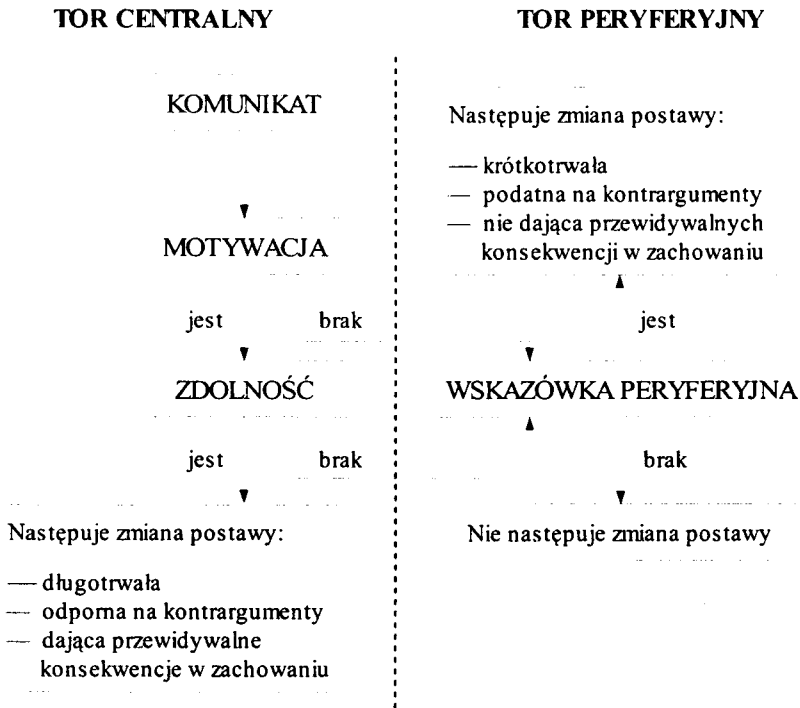 TOR CENTRALNY
KOMUNIKAT
MOTYWACJA
jest brak
ZDOLNOŚĆ
jest brak
Następuje zmiana postawy:
— długotrwała
— odporna na kontrargumenty
— dająca przewidywalne
konsekwencje w zachowaniu
TOR PERYFERYJNY
Następuje zmiana postawy:
— krótkotrwała
— podatna na kontrargumenty
— nie dająca przewidywalnych
konsekwencji w zachowaniu
jest
WSKAZÓWKA PERYFERYJNA
brak
Nie następuje zmiana postawy